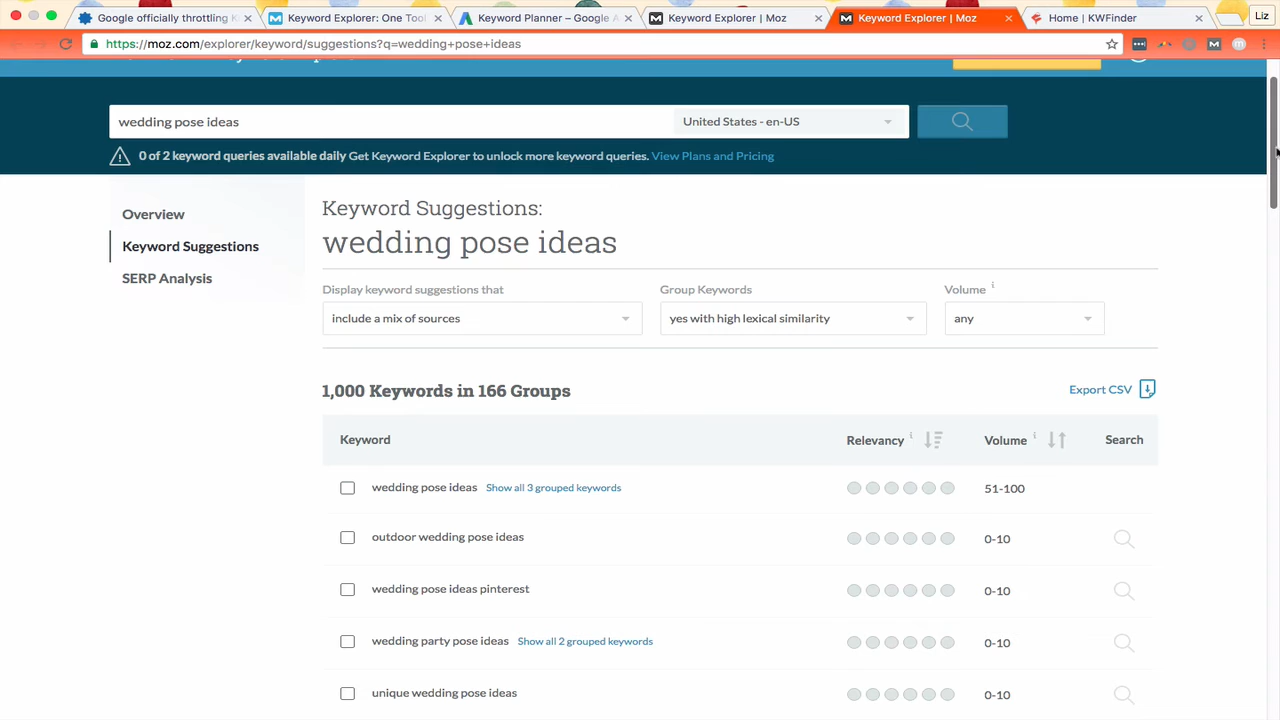 Google officially throttling K
Keyword Explorer: One Tool
Keyword Planner – Google A
Keyword Explorer | Moz
Keyword Explorer | Moz
Home | KWFinder
Liz
https://moz.com/explorer/keyword/suggestions?q=wedding+pose+ideas
wedding pose ideas
United States - en-US
0 of 2 keyword queries available daily Get Keyword Explorer to unlock more keyword queries. View Plans and Pricing
Overview
Keyword Suggestions
SERP Analysis
Keyword Suggestions:
wedding pose ideas
Display keyword suggestions that
Group Keywords
Volume i
include a mix of sources
yes with high lexical similarity
any
1,000 Keywords in 166 Groups
Export CSV
Keyword Relevancy i Volume i Search
wedding pose ideas Show all 3 grouped keywords 51-100
outdoor wedding pose ideas 0-10
wedding pose ideas pinterest 0-10
wedding party pose ideas Show all 2 grouped keywords 0-10
unique wedding pose ideas 0-10